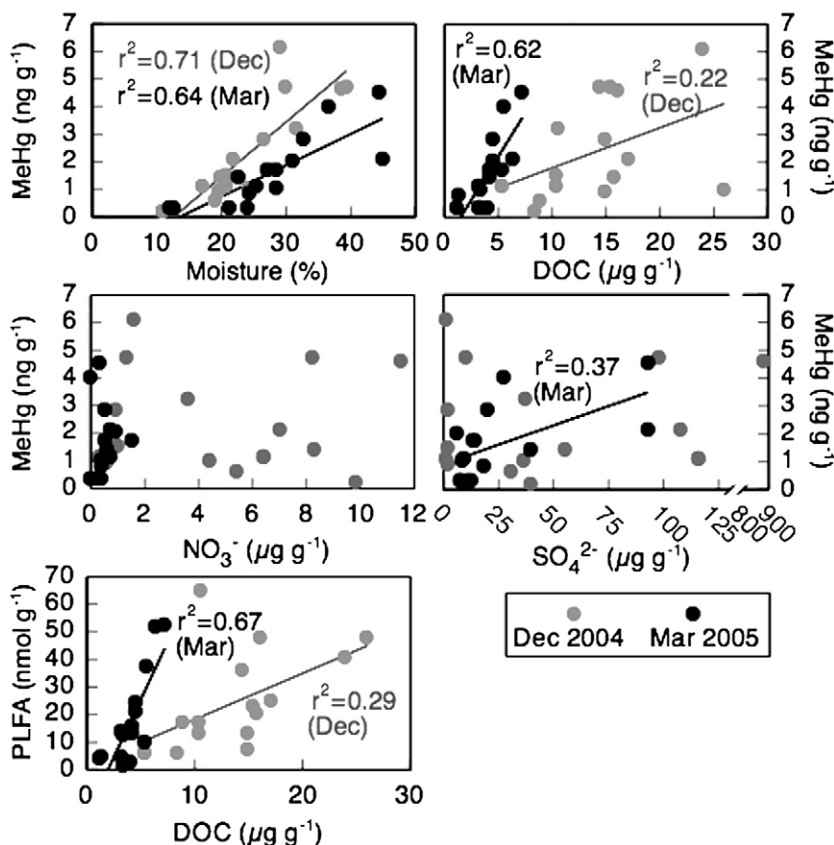 MeHg (ng g⁻¹)
7
6
5
4
3
2
1
0
r²=0.71 (Dec)
r²=0.64 (Mar)
0 10 20 30 40 50
Moisture (%)
r²=0.62
(Mar)
r²=0.22
(Dec)
0 5 10 15 20 25 30
DOC (µg g⁻¹)
7
6
5
4
3
2
1
0
MeHg (ng g⁻¹)
MeHg (ng g⁻¹)
7
6
5
4
3
2
1
0
0 2 4 6 8 10 12
NO₃⁻ (µg g⁻¹)
r²=0.37
(Mar)
0 25 50 75 100 125 800 900
SO₄²⁻ (µg g⁻¹)
7
6
5
4
3
2
1
0
MeHg (ng g⁻¹)
PLFA (nmol g⁻¹)
70
60
50
40
30
20
10
0
r²=0.67
(Mar)
r²=0.29
(Dec)
0 10 20 30
DOC (µg g⁻¹)
Dec 2004 Mar 2005